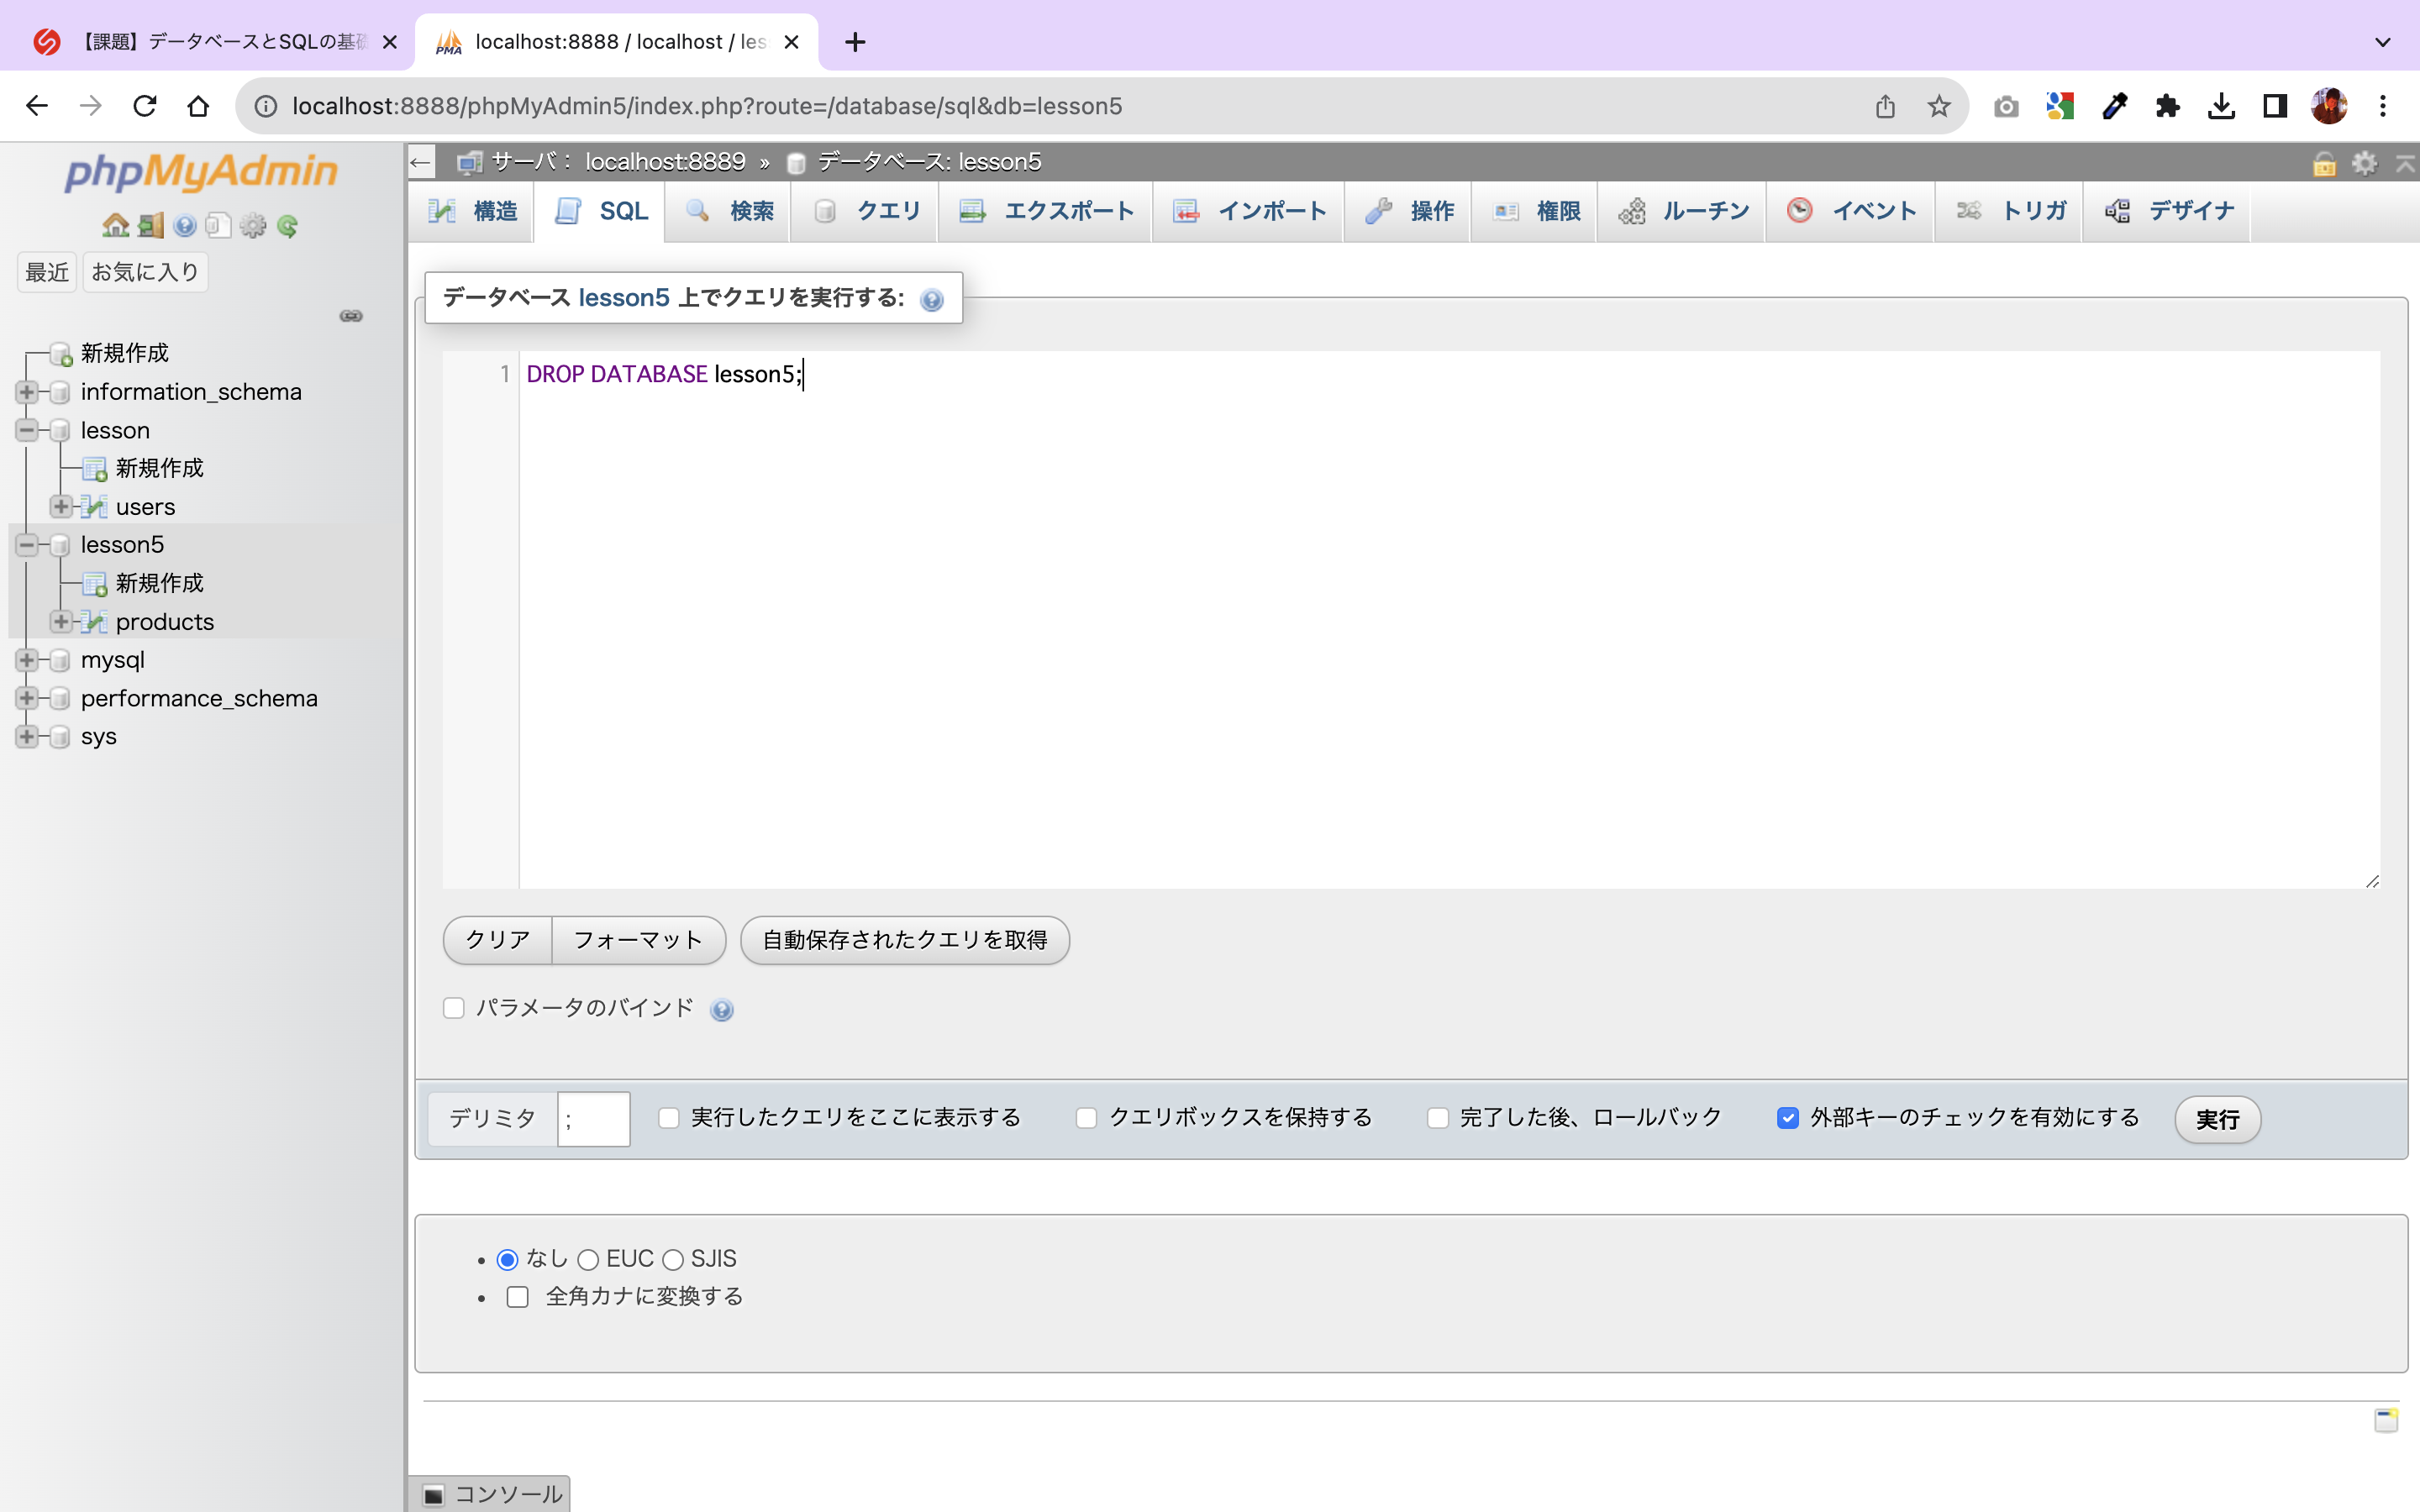 【課題】データベースとSQLの基礎
localhost:8888 / localhost / les
localhost:8888/phpMyAdmin5/index.php?route=/database/sql&db=lesson5
phpMyAdmin
最近 お気に入り
新規作成
information_schema
lesson
新規作成
users
lesson5
新規作成
products
mysql
performance_schema
sys
サーバ： localhost:8889 » データベース: lesson5
構造 SQL 検索 クエリ エクスポート インポート 操作 権限 ルーチン イベント トリガ デザイナ
データベース lesson5 上でクエリを実行する:
1 DROP DATABASE lesson5;
クリア フォーマット 自動保存されたクエリを取得
パラメータのバインド
デリミタ ; 実行したクエリをここに表示する クエリボックスを保持する 完了した後、ロールバック 外部キーのチェックを有効にする 実行
なし EUC SJIS
全角カナに変換する
コンソール